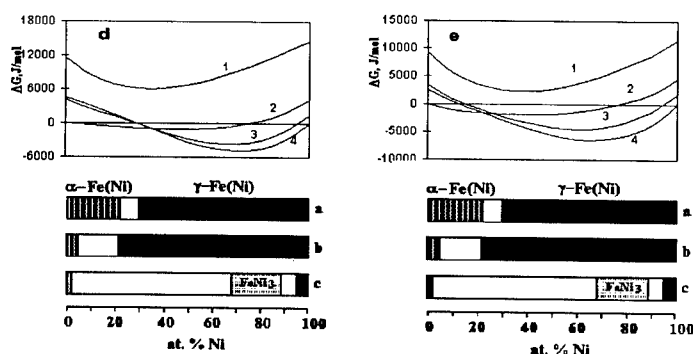 18000
12000
6000
0
-6000
ΔG, J/mol
d
1
2
3
4
α-Fe(Ni) γ-Fe(Ni)
a
b
FeNi3
c
0 20 40 60 80 100
at. % Ni
15000
10000
5000
0
-5000
-10000
ΔG, J/mol
e
1
2
3
4
α-Fe(Ni) γ-Fe(Ni)
a
b
FeNi3
c
0 20 40 60 80 100
at. % Ni